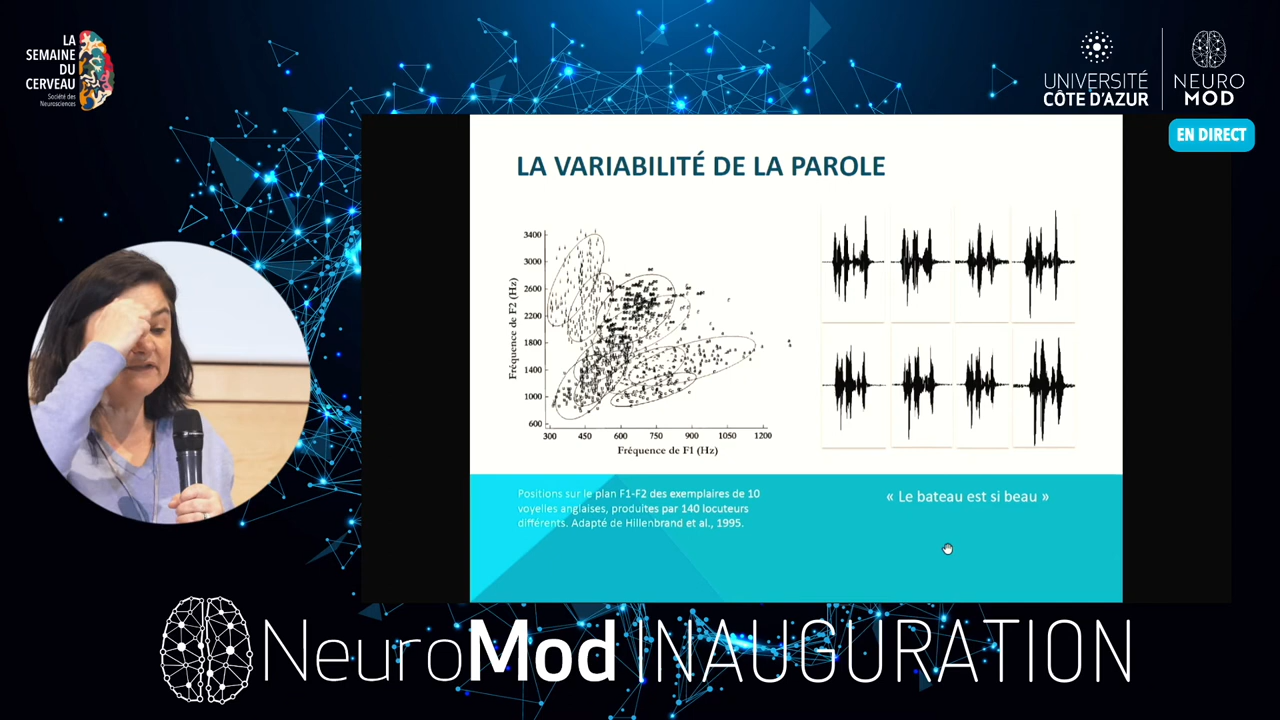 LA
SEMAINE
DU
CERVEAU
Société des
Neurosciences
UNIVERSITÉ
CÔTE D'AZUR
NEURO
MOD
EN DIRECT
LA VARIABILITÉ DE LA PAROLE
Fréquence de F2 (Hz)
3400
3000
2600
2200
1800
1400
1000
600
300
450
600
750
900
1050
1200
Fréquence de F1 (Hz)
Positions sur le plan F1-F2 des exemplaires de 10
voyelles anglaises, produites par 140 locuteurs
différents. Adapté de Hillenbrand et al., 1995.
« Le bateau est si beau »
NeuroMod INAUGURATION